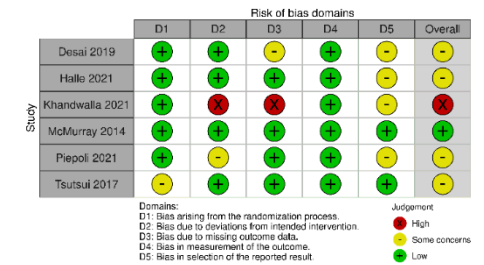 Risk of bias domains
D1 D2 D3 D4 D5 Overall
Study
Desai 2019 + + - + - -
Halle 2021 + + + + - -
Khandwalla 2021 + X X + - X
McMurray 2014 + + + + + +
Piepoli 2021 + - + + - -
Tsutsui 2017 - + + + + -
Domains:
D1: Bias arising from the randomization process.
D2: Bias due to deviations from intended intervention.
D3: Bias due to missing outcome data.
D4: Bias in measurement of the outcome.
D5: Bias in selection of the reported result.
Judgement
X High
- Some concerns
+ Low